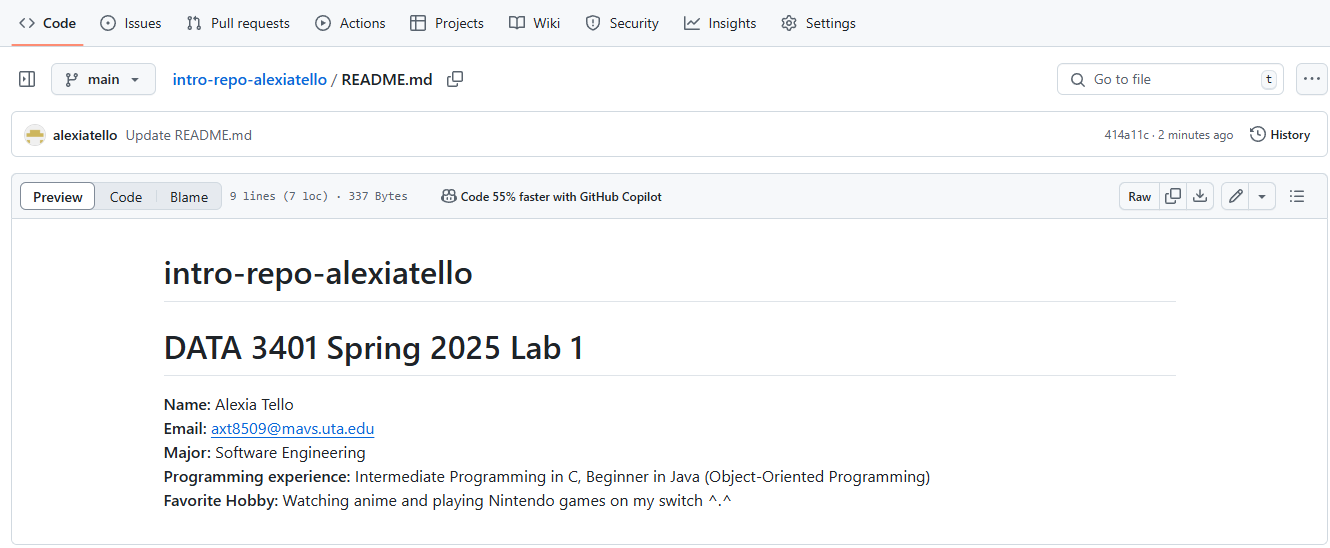 Code Issues Pull requests Actions Projects Wiki Security Insights Settings
main intro-repo-alexiatello / README.md Go to file t
alexiatello Update README.md 414a11c · 2 minutes ago History
Preview Code Blame 9 lines (7 loc) · 337 Bytes Code 55% faster with GitHub Copilot Raw
intro-repo-alexiatello
DATA 3401 Spring 2025 Lab 1
Name: Alexia Tello
Email: axt8509@mavs.uta.edu
Major: Software Engineering
Programming experience: Intermediate Programming in C, Beginner in Java (Object-Oriented Programming)
Favorite Hobby: Watching anime and playing Nintendo games on my switch ^.^